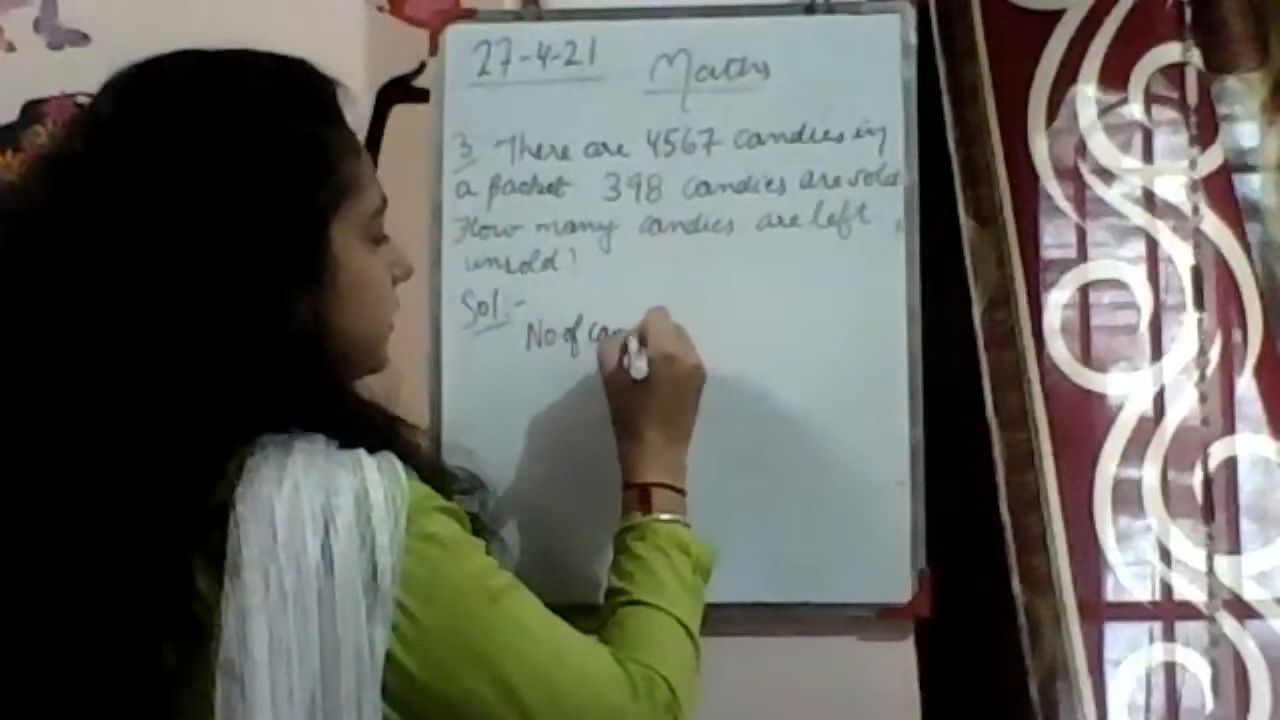 27-4-21 Maths
3. There are 4567 candies in
a packet 398 candies are sold
How many candies are left
unsold?
Sol:-
No of can